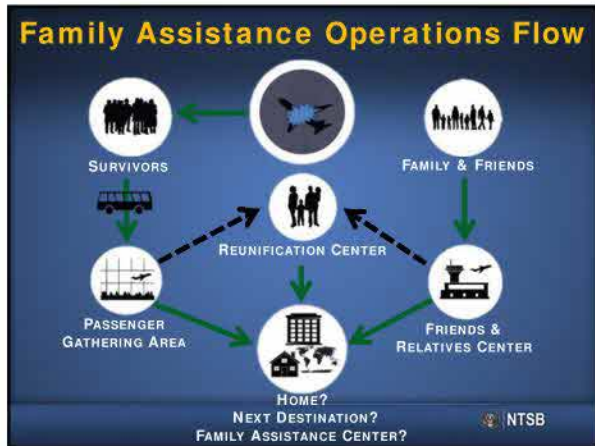 Family Assistance Operations Flow
SURVIVORS
FAMILY & FRIENDS
REUNIFICATION CENTER
PASSENGER
GATHERING AREA
FRIENDS &
RELATIVES CENTER
HOME?
NEXT DESTINATION?
FAMILY ASSISTANCE CENTER?
NTSB